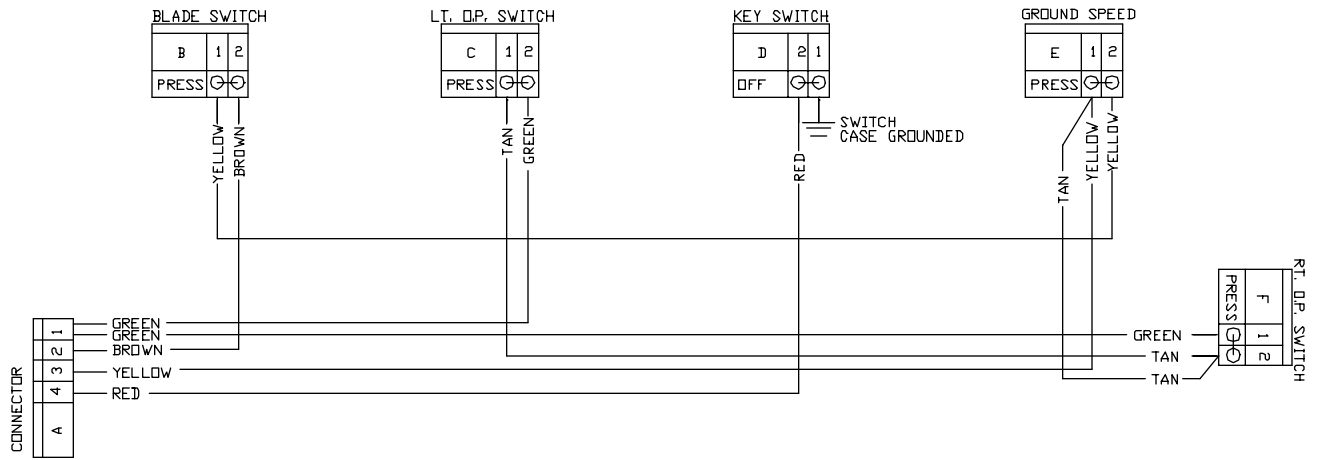 BLADE SWITCH
B 1 2
PRESS
LT. O.P. SWITCH
C 1 2
PRESS
KEY SWITCH
D 2 1
OFF
GROUND SPEED
E 1 2
PRESS
SWITCH
CASE GROUNDED
YELLOW
BROWN
TAN
GREEN
RED
TAN
YELLOW
YELLOW
RT. O.P. SWITCH
F 1 2
PRESS
CONNECTOR
1
2
3
4
A
GREEN
GREEN
BROWN
YELLOW
RED
GREEN
TAN
TAN